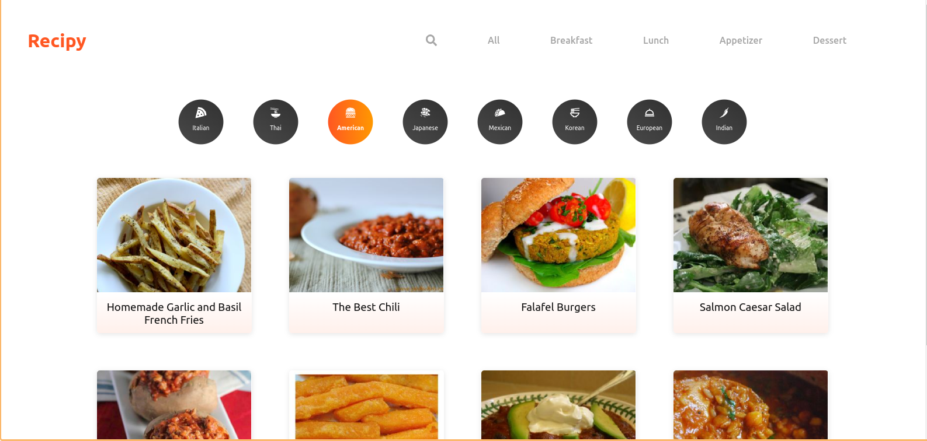 Recipy
All
Breakfast
Lunch
Appetizer
Dessert
Italian
Thai
American
Japanese
Mexican
Korean
European
Indian
Homemade Garlic and Basil
French Fries
The Best Chili
Falafel Burgers
Salmon Caesar Salad